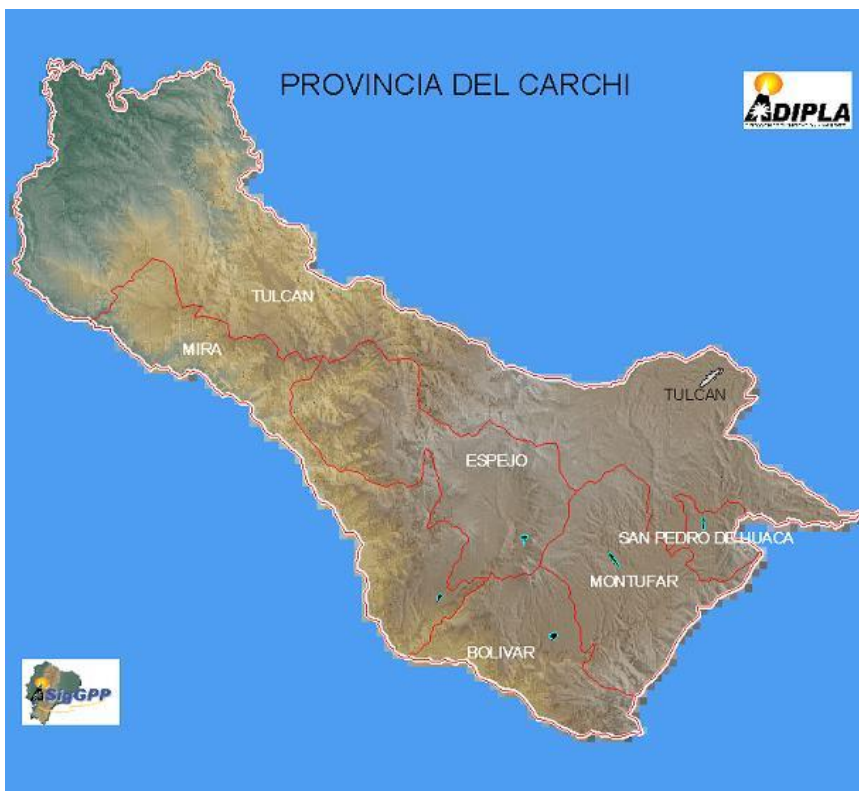 PROVINCIA DEL CARCHI
ADIPLA
TULCAN
MIRA
TULCAN
ESPEJO
SAN PEDRO DE HUACA
MONTUFAR
BOLIVAR
SigGPP